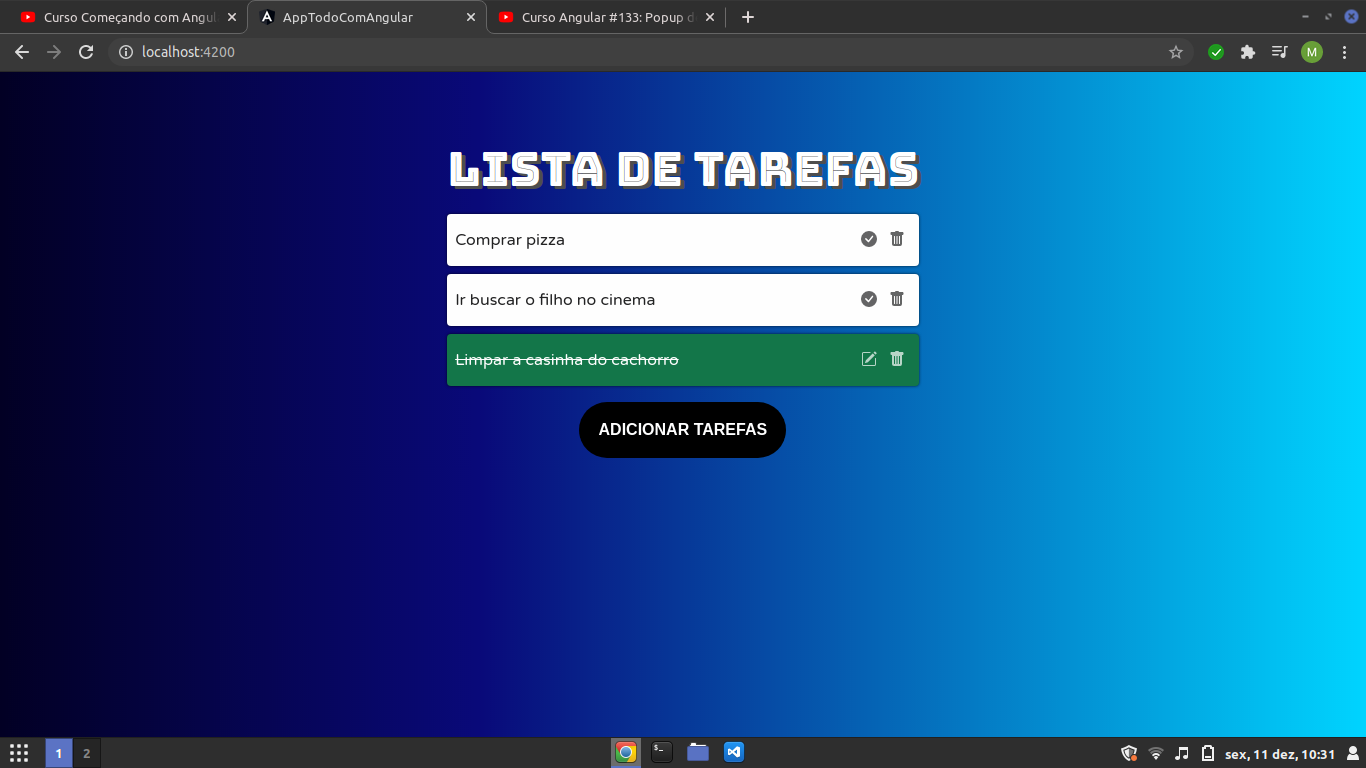 Curso Começando com Angul
AppTodoComAngular
Curso Angular #133: Popup d
localhost:4200
M
LISTA DE TAREFAS
Comprar pizza
Ir buscar o filho no cinema
Limpar a casinha do cachorro
ADICIONAR TAREFAS
1
2
sex, 11 dez, 10:31